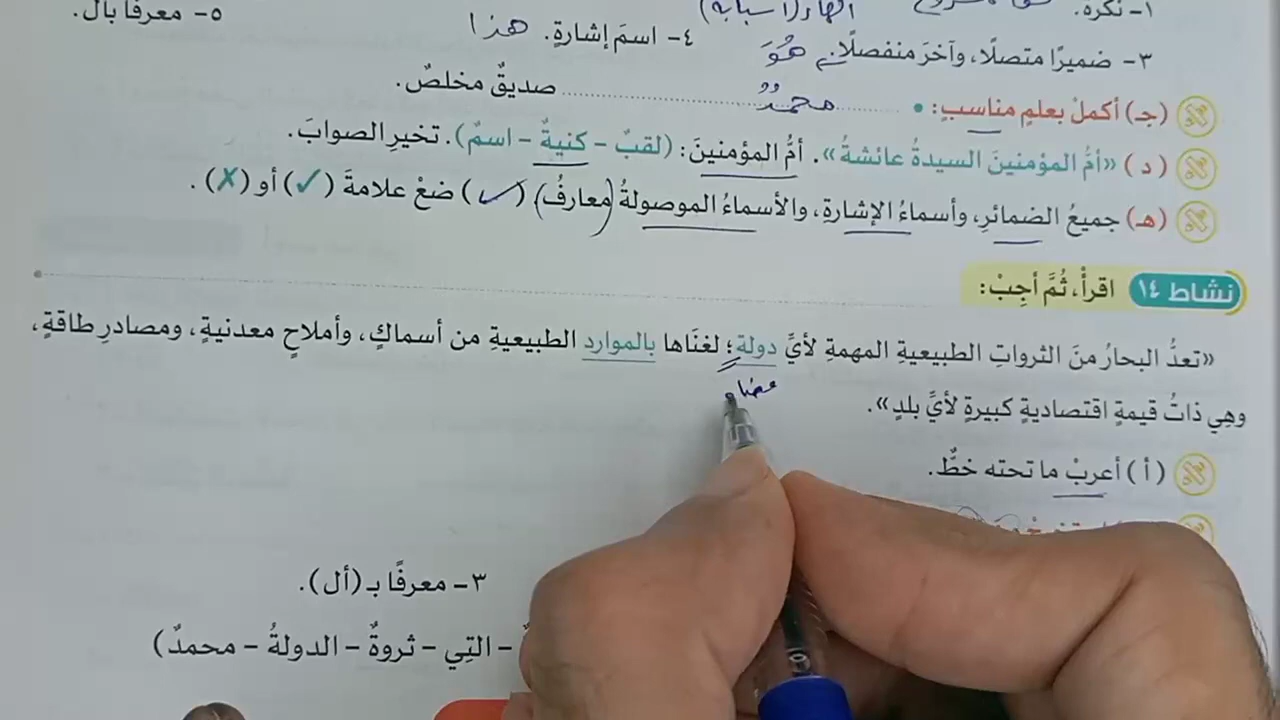 ١- نكرة.
٣- ضميرًا متصلًا، وآخرَ منفصلًا. هُوَ ٤- اسمَ إشارةٍ. هذا ٥- معرفًا بأل.
(جـ) أكملْ بعلمٍ مناسبٍ: • محمدٌ صديقٌ مخلصٌ.
(د) «أمُّ المؤمنينَ السيدةُ عائشةُ». أمُّ المؤمنينَ: (لقبٌ - كنيةٌ - اسمٌ). تخيرِ الصوابَ.
(هـ) جميعُ الضمائرِ، وأسماءُ الإشارةِ، والأسماءُ الموصولةُ (معارفُ) (✓) ضعْ علامةَ (✓) أو (✗).
نشاط ١٤ اقرأْ، ثُمَّ أجِبْ:
«تعدُّ البحارُ منَ الثرواتِ الطبيعيةِ المهمةِ لأيِّ دولةٍ؛ لغنَاها بالمواردِ الطبيعيةِ من أسماكٍ، وأملاحٍ معدنيةٍ، ومصادرِ طاقةٍ،
وهِي ذاتُ قيمةٍ اقتصاديةٍ كبيرةٍ لأيِّ بلدٍ».
(أ) أعربْ ما تحته خطٌّ.
٣- معرفًا بـ (أل).
- التِي - ثروةٌ - الدولةُ - محمدٌ)